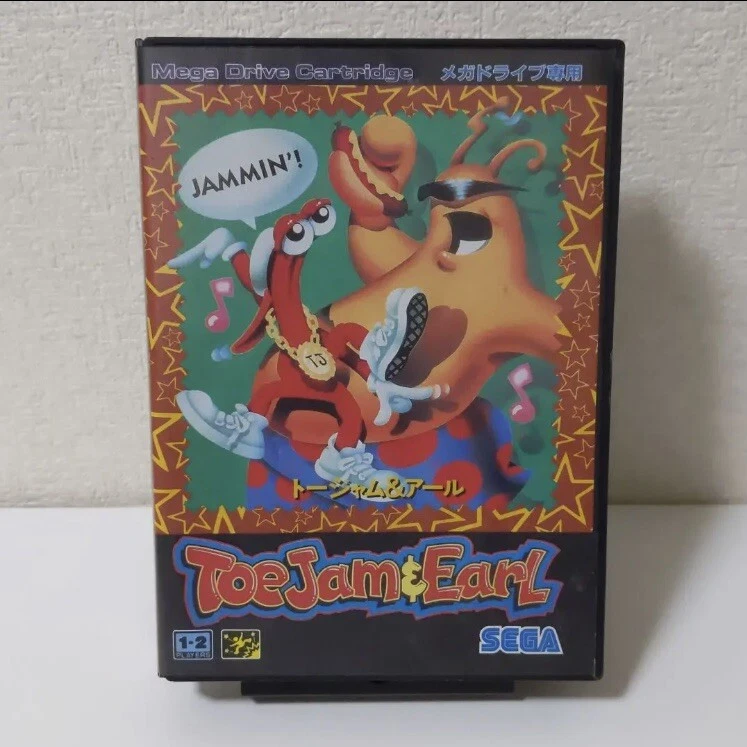 Mega Drive Cartridge メガドライブ専用
JAMMIN'!
TJ
トージャム&アール
ToeJam & Earl
SEGA
1-2
PLAYERS